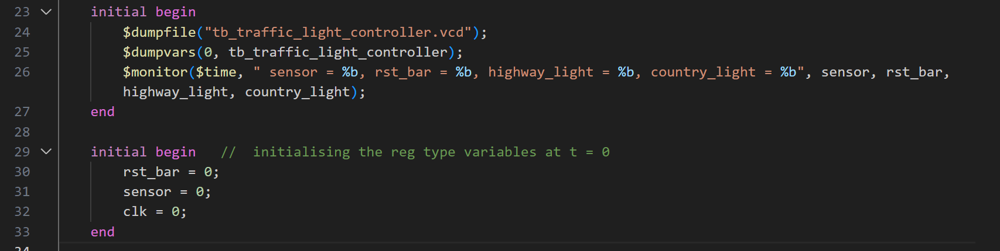 23 initial begin
24 $dumpfile("tb_traffic_light_controller.vcd");
25 $dumpvars(0, tb_traffic_light_controller);
26 $monitor($time, " sensor = %b, rst_bar = %b, highway_light = %b, country_light = %b", sensor, rst_bar,
highway_light, country_light);
27 end
28
29 initial begin // initialising the reg type variables at t = 0
30 rst_bar = 0;
31 sensor = 0;
32 clk = 0;
33 end
34